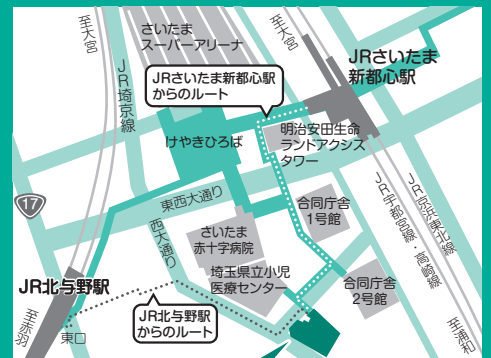 至大宮
さいたま
スーパーアリーナ
至大宮
JRさいたま
新都心駅
JR埼京線
JRさいたま新都心駅
からのルート
けやきひろば
明治安田生命
ランドアクシス
タワー
17
東西大通り
西大通り
さいたま
赤十字病院
合同庁舎
1号館
JR宇都宮線・高崎線
JR京浜東北線
埼玉県立小児
医療センター
合同庁舎
2号館
JR北与野駅
JR北与野駅
からのルート
至赤羽
東口
至浦和